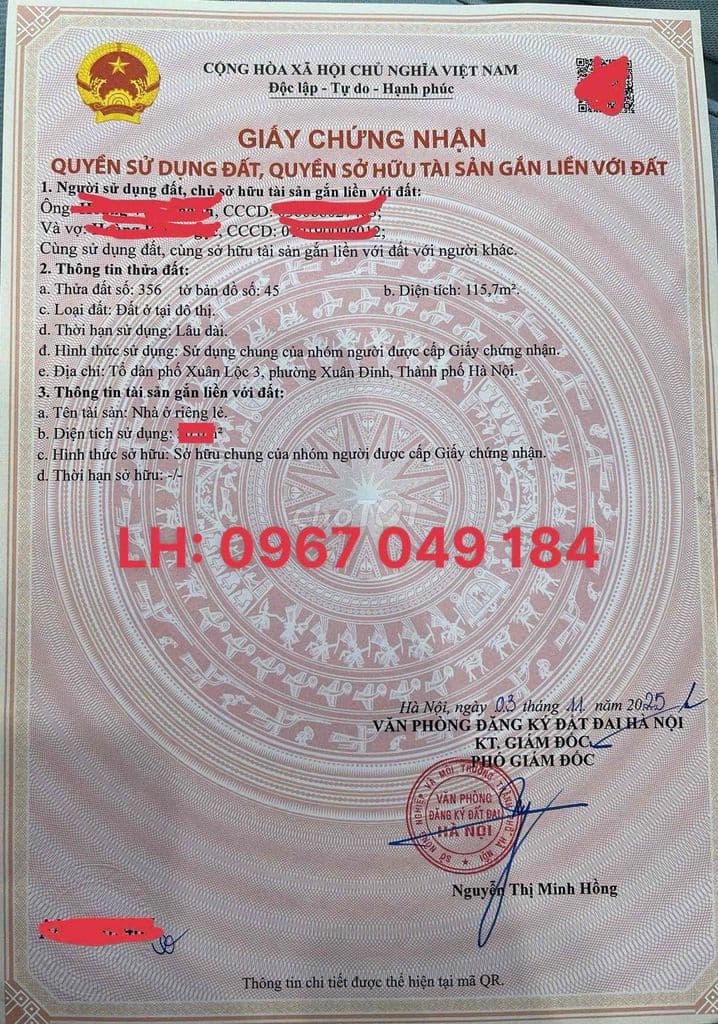 CỘNG HÒA XÃ HỘI CHỦ NGHĨA VIỆT NAM
Độc lập - Tự do - Hạnh phúc
GIẤY CHỨNG NHẬN
QUYỀN SỬ DỤNG ĐẤT, QUYỀN SỞ HỮU TÀI SẢN GẮN LIỀN VỚI ĐẤT
1. Người sử dụng đất, chủ sở hữu tài sản gắn liền với đất:
Ông , CCCD:
Và vợ: , CCCD:
Cùng sử dụng đất, cùng sở hữu tài sản gắn liền với đất với người khác.
2. Thông tin thửa đất:
a. Thửa đất số: 356 tờ bản đồ số: 45 b. Diện tích: 115,7m².
c. Loại đất: Đất ở tại đô thị.
d. Thời hạn sử dụng: Lâu dài.
đ. Hình thức sử dụng: Sử dụng chung của nhóm người được cấp Giấy chứng nhận.
e. Địa chỉ: Tổ dân phố Xuân Lộc 3, phường Xuân Đỉnh, Thành phố Hà Nội.
3. Thông tin tài sản gắn liền với đất:
a. Tên tài sản: Nhà ở riêng lẻ.
b. Diện tích sử dụng:
c. Hình thức sở hữu: Sở hữu chung của nhóm người được cấp Giấy chứng nhận.
d. Thời hạn sở hữu: -/-
LH: 0967 049 184
Hà Nội, ngày 03 tháng 11 năm 2025
VĂN PHÒNG ĐĂNG KÝ ĐẤT ĐAI HÀ NỘI
KT. GIÁM ĐỐC
PHÓ GIÁM ĐỐC
SỞ NÔNG NGHIỆP VÀ MÔI TRƯỜNG THÀNH PHỐ HÀ NỘI
VĂN PHÒNG
ĐĂNG KÝ ĐẤT ĐAI
HÀ NỘI
Nguyễn Thị Minh Hồng
Thông tin chi tiết được thể hiện tại mã QR.